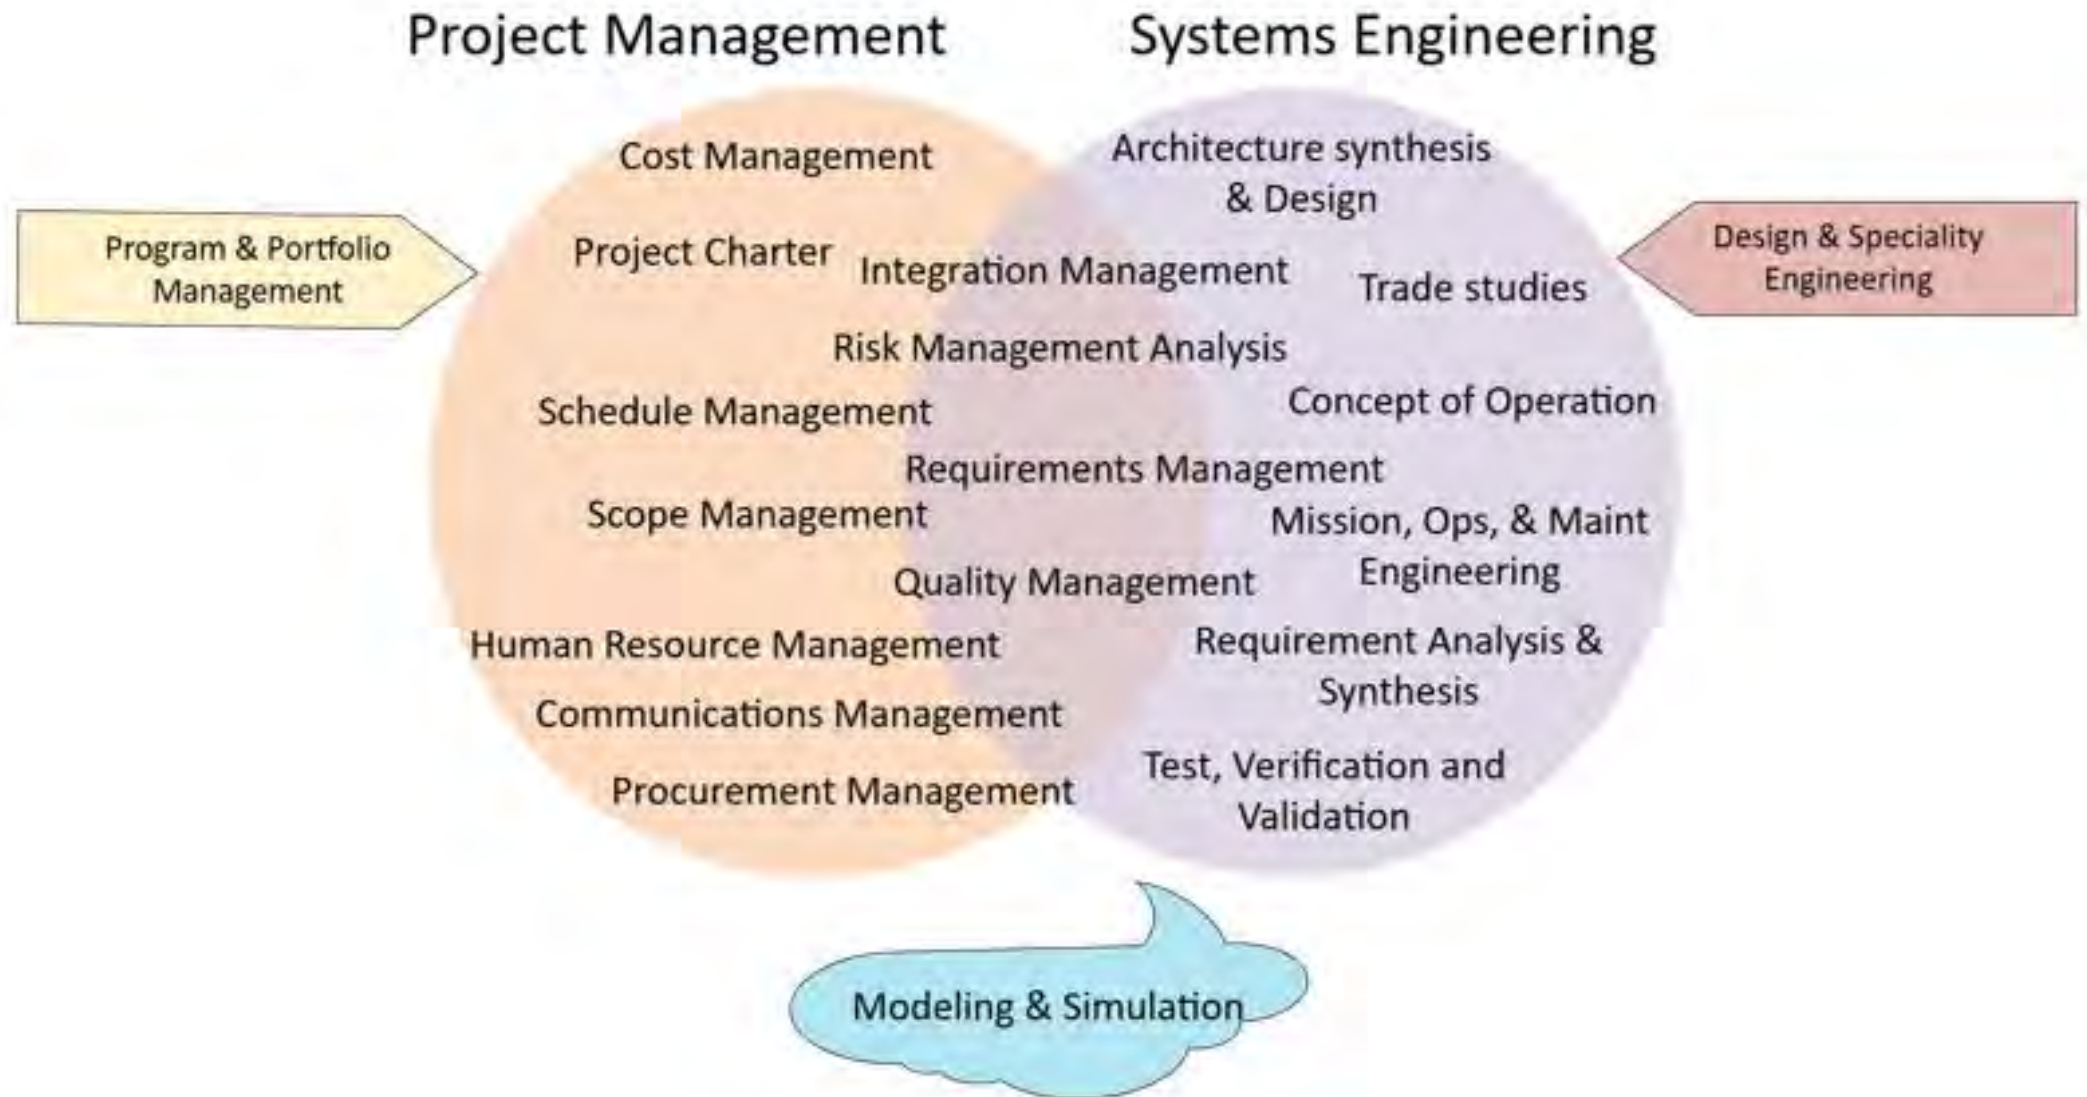 Project Management
Systems Engineering
Cost Management
Architecture synthesis
& Design
Program & Portfolio
Management
Project Charter
Integration Management
Trade studies
Design & Speciality
Engineering
Risk Management Analysis
Schedule Management
Concept of Operation
Requirements Management
Scope Management
Mission, Ops, & Maint
Engineering
Quality Management
Human Resource Management
Requirement Analysis &
Synthesis
Communications Management
Procurement Management
Test, Verification and
Validation
Modeling & Simulation